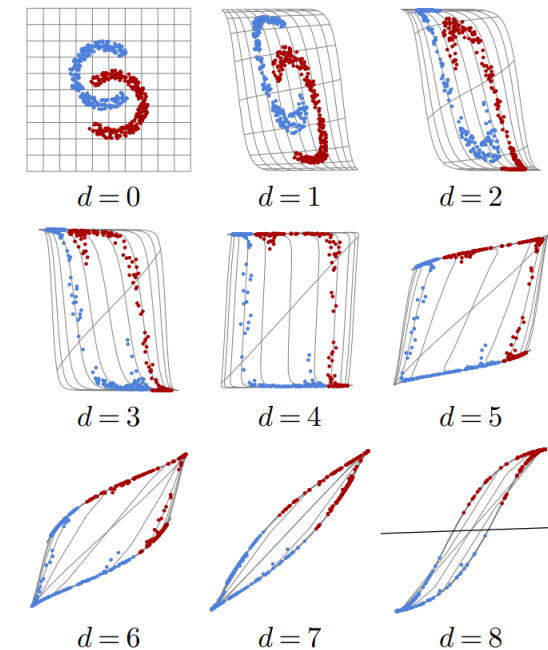 d = 0
d = 1
d = 2
d = 3
d = 4
d = 5
d = 6
d = 7
d = 8